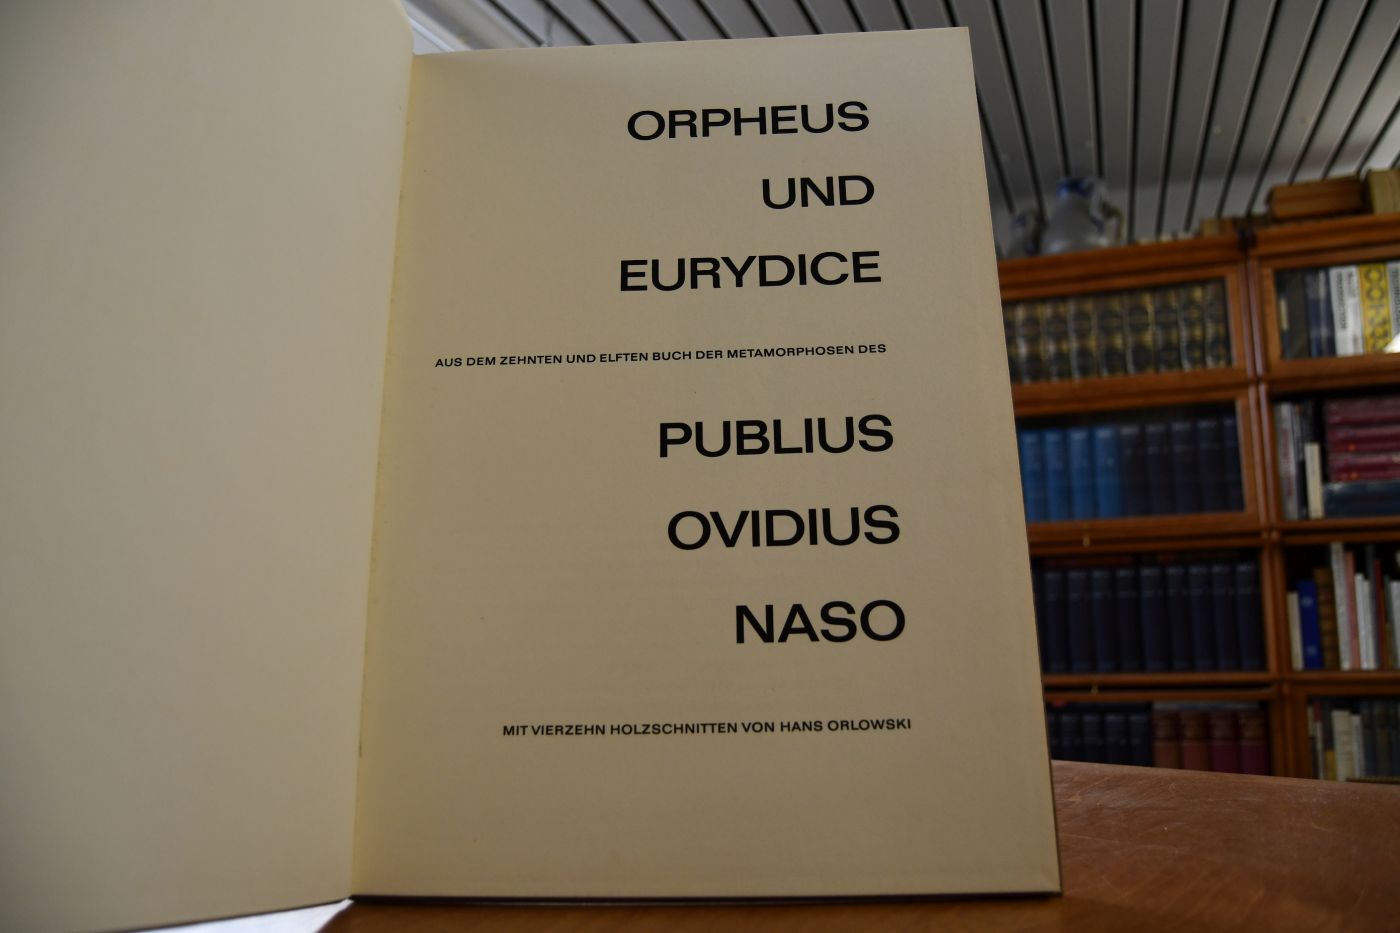 ORPHEUS
UND
EURYDICE
AUS DEM ZEHNTEN UND ELFTEN BUCH DER METAMORPHOSEN DES
PUBLIUS
OVIDIUS
NASO
MIT VIERZEHN HOLZSCHNITTEN VON HANS ORLOWSKI